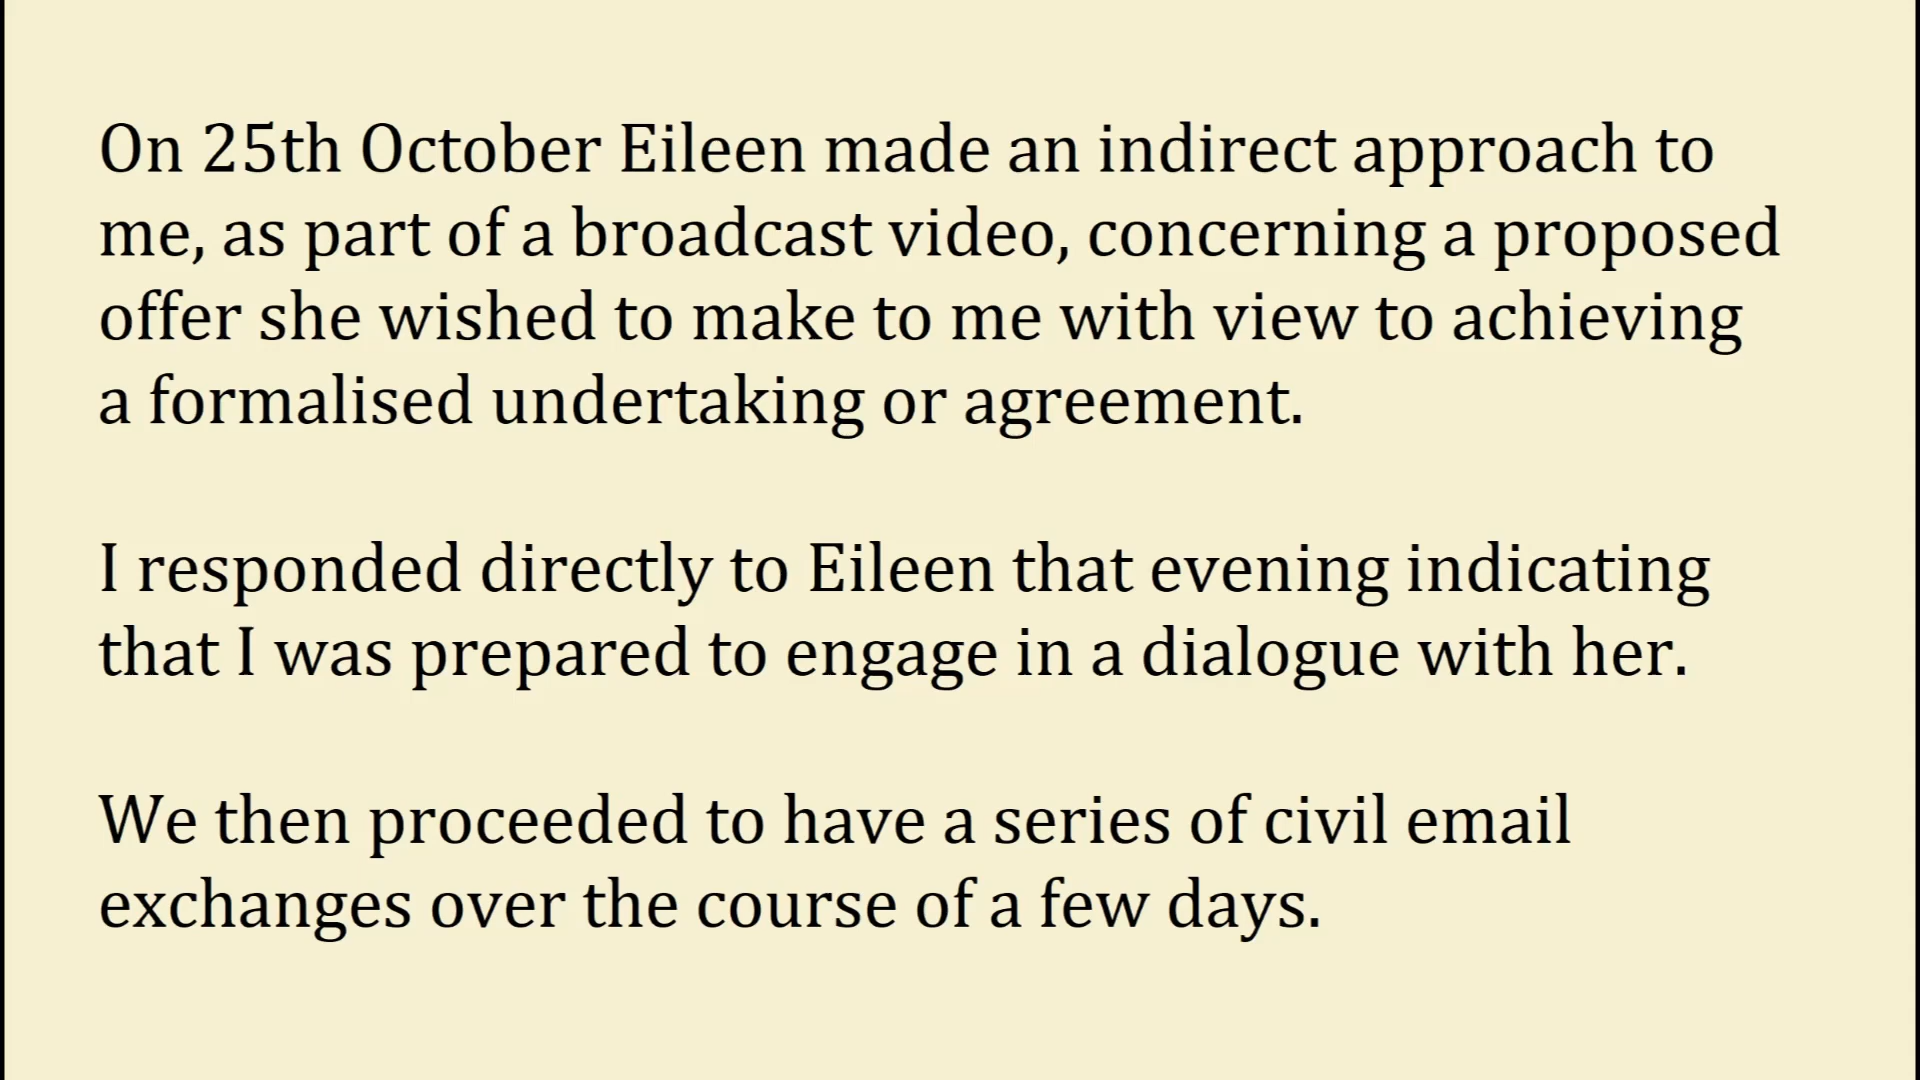 On 25th October Eileen made an indirect approach to
me, as part of a broadcast video, concerning a proposed
offer she wished to make to me with view to achieving
a formalised undertaking or agreement.
I responded directly to Eileen that evening indicating
that I was prepared to engage in a dialogue with her.
We then proceeded to have a series of civil email
exchanges over the course of a few days.